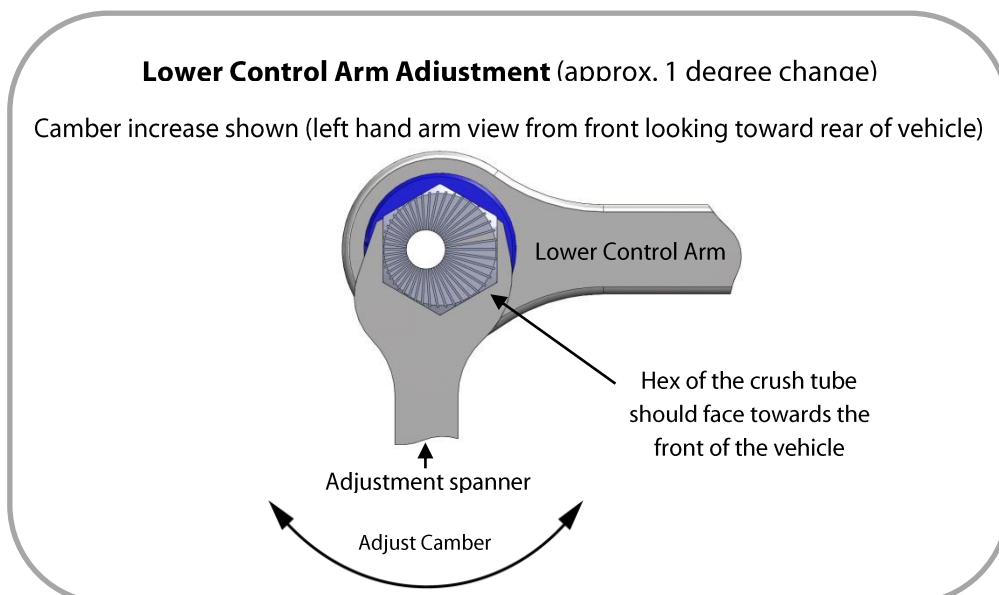 Lower Control Arm Adjustment (approx. 1 degree change)
Camber increase shown (left hand arm view from front looking toward rear of vehicle)
Lower Control Arm
Hex of the crush tube
should face towards the
front of the vehicle
Adjustment spanner
Adjust Camber